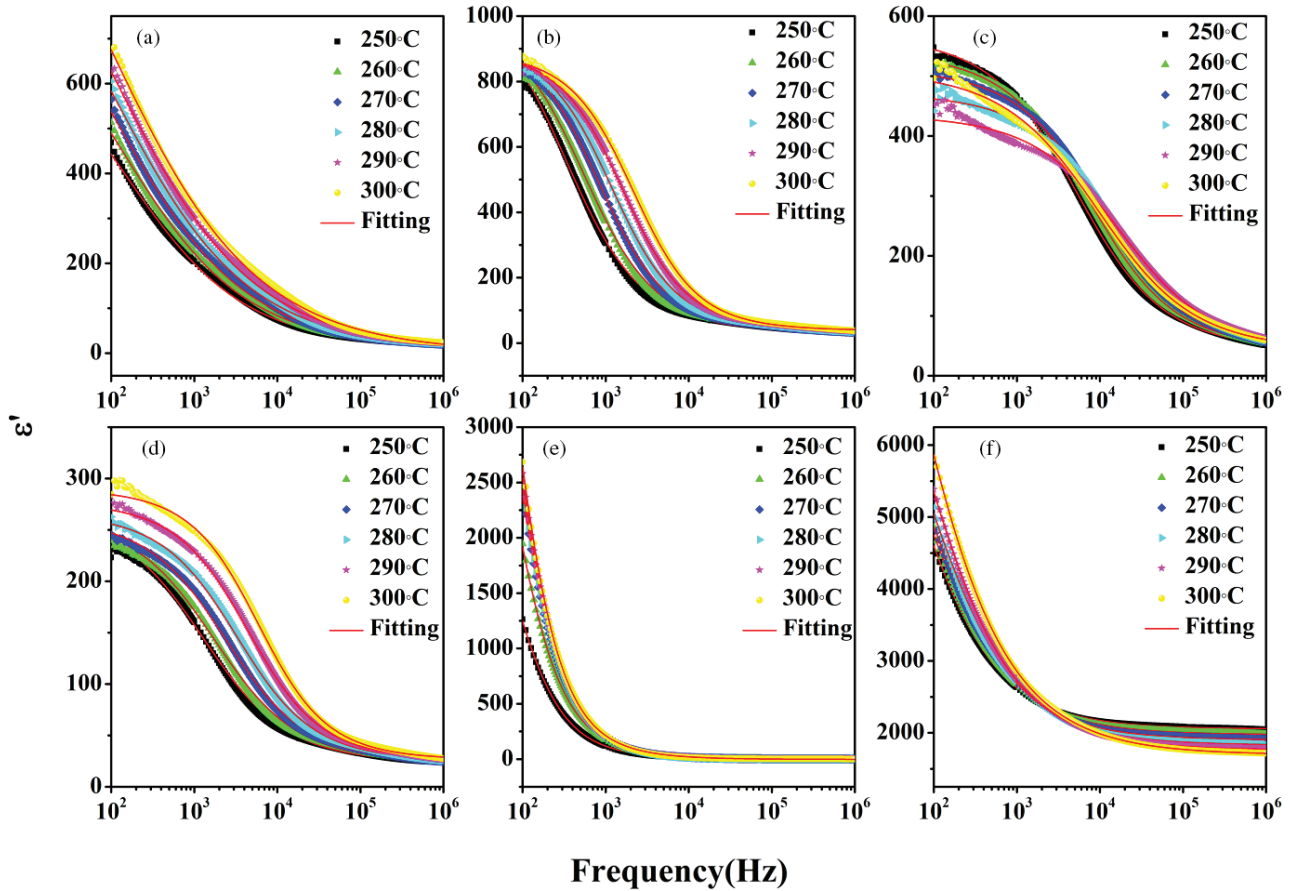 (a)
250°C
260°C
270°C
280°C
290°C
300°C
Fitting
600
400
200
0
10² 10³ 10⁴ 10⁵ 10⁶
(b)
250°C
260°C
270°C
280°C
290°C
300°C
Fitting
1000
800
600
400
200
0
10² 10³ 10⁴ 10⁵ 10⁶
(c)
250°C
260°C
270°C
280°C
290°C
300°C
Fitting
600
400
200
0
10² 10³ 10⁴ 10⁵ 10⁶
ε'
(d)
250°C
260°C
270°C
280°C
290°C
300°C
Fitting
300
200
100
0
10² 10³ 10⁴ 10⁵ 10⁶
(e)
250°C
260°C
270°C
280°C
290°C
300°C
Fitting
3000
2500
2000
1500
1000
500
0
10² 10³ 10⁴ 10⁵ 10⁶
(f)
250°C
260°C
270°C
280°C
290°C
300°C
Fitting
6000
5000
4000
3000
2000
10² 10³ 10⁴ 10⁵ 10⁶
Frequency(Hz)